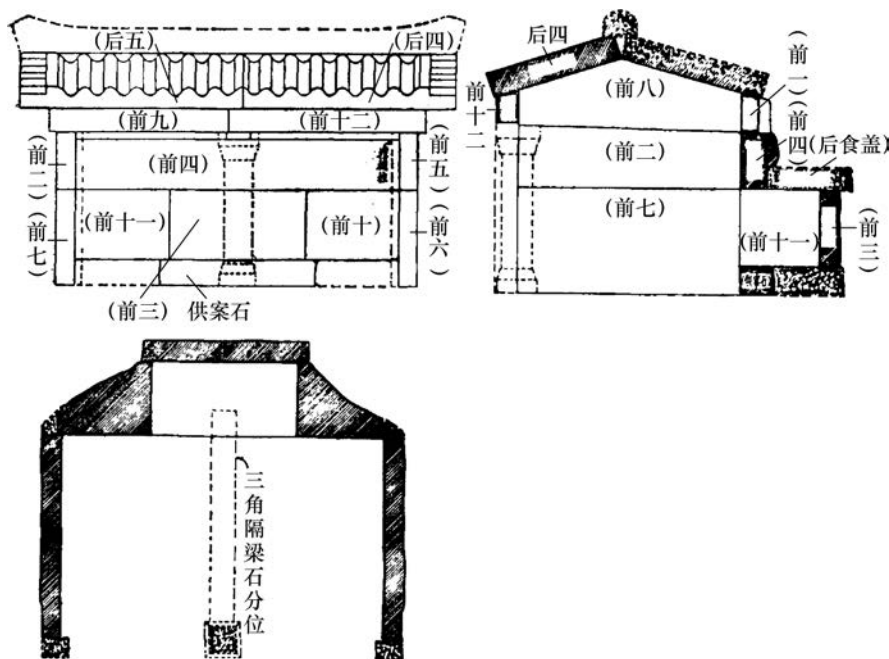 (后五)
(后四)
(前九)
(前十二)
(前二)
(前四)
(前五)
(前七)
(前十一)
(前十)
(前六)
(前三)
供案石
后四
(前八)
前十二
(前一)
(前四)
(前二)
(后食盖)
(前七)
(前十一)
(前三)
三角隔梁石分位